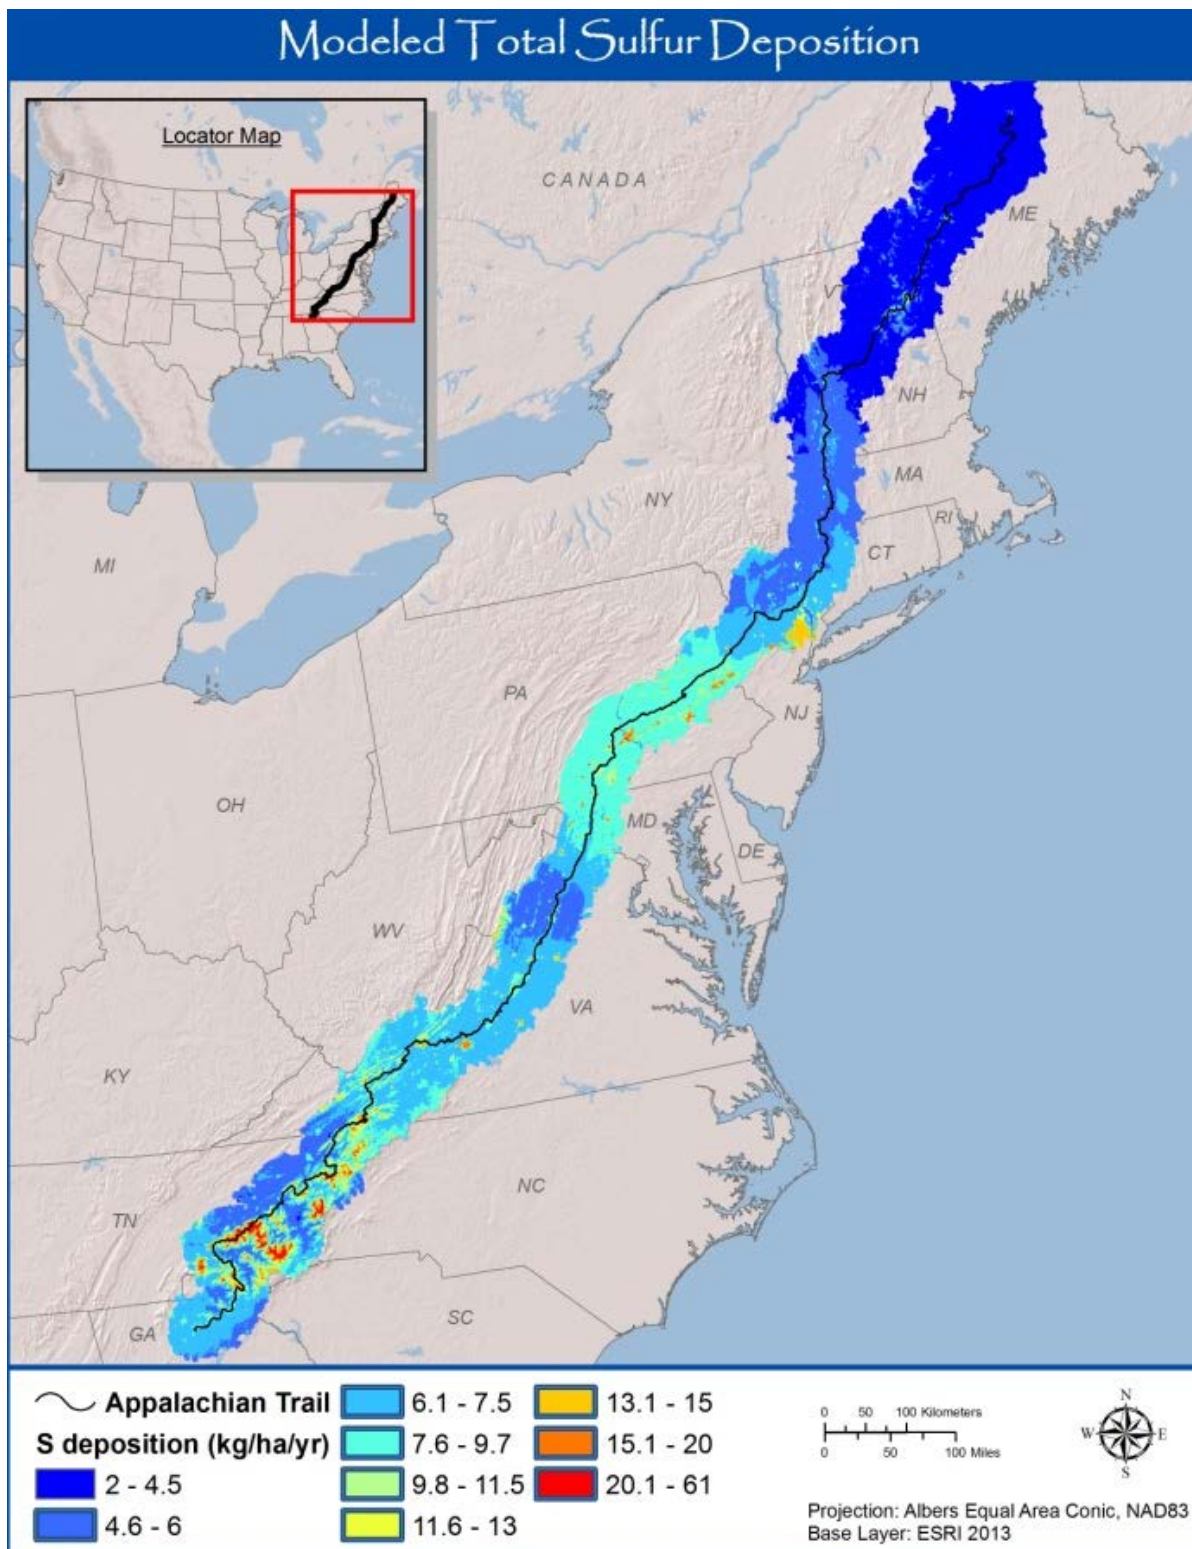 Modeled Total Sulfur Deposition
Locator Map
CANADA
ME
VT
NH
MA
NY
RI
CT
MI
PA
NJ
OH
MD
DE
WV
VA
KY
NC
TN
SC
GA
Appalachian Trail
S deposition (kg/ha/yr)
2 - 4.5
4.6 - 6
6.1 - 7.5
7.6 - 9.7
9.8 - 11.5
11.6 - 13
13.1 - 15
15.1 - 20
20.1 - 61
0 50 100 Kilometers
0 50 100 Miles
N
W E
S
Projection: Albers Equal Area Conic, NAD83
Base Layer: ESRI 2013